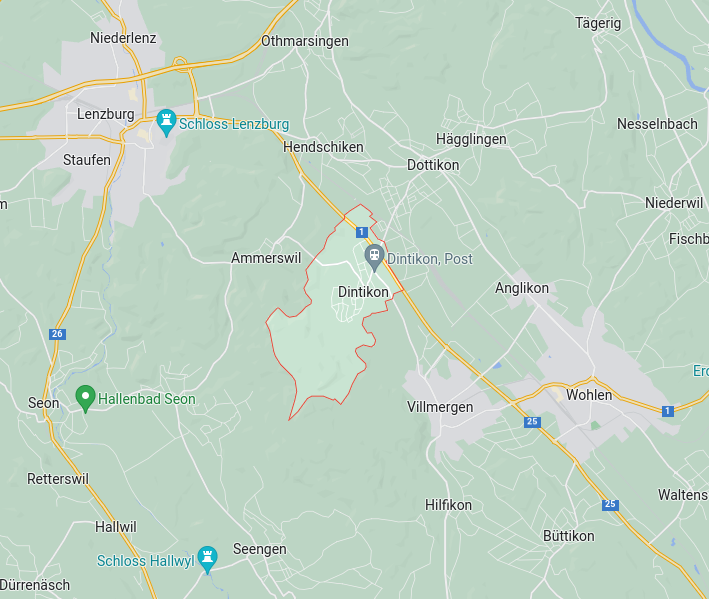 Tägerig
Niederlenz
Othmarsingen
Lenzburg
Schloss Lenzburg
Nesselnbach
Hägglingen
Hendschiken
Staufen
Dottikon
m
Niederwil
1
Fischb
Ammerswil
Dintikon, Post
Dintikon
Anglikon
26
Ero
Wohlen
Hallenbad Seon
Seon
Villmergen
1
25
Retterswil
Waltens
Hilfikon
25
Hallwil
Büttikon
Seengen
Schloss Hallwyl
Dürrenäsch